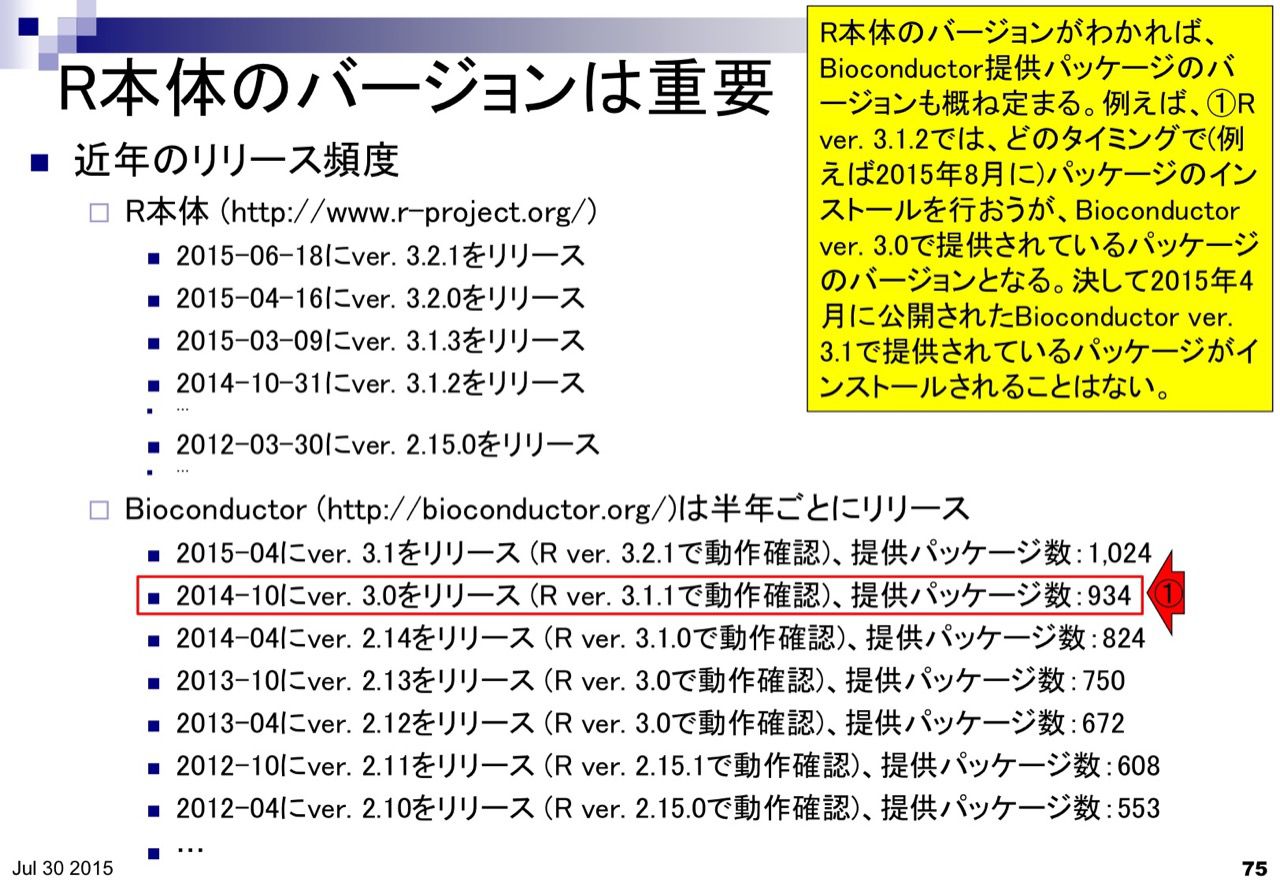 R本体のバージョンは重要
R本体のバージョンがわかれば、
Bioconductor提供パッケージのバ
ージョンも概ね定まる。例えば、①R
ver. 3.1.2では、どのタイミングで(例
えば2015年8月に)パッケージのイン
ストールを行おうが、Bioconductor
ver. 3.0で提供されているパッケージ
のバージョンとなる。決して2015年4
月に公開されたBioconductor ver.
3.1で提供されているパッケージがイ
ンストールされることはない。
近年のリリース頻度
R本体 (http://www.r-project.org/)
2015-06-18にver. 3.2.1をリリース
2015-04-16にver. 3.2.0をリリース
2015-03-09にver. 3.1.3をリリース
2014-10-31にver. 3.1.2をリリース
…
2012-03-30にver. 2.15.0をリリース
…
Bioconductor (http://bioconductor.org/)は半年ごとにリリース
2015-04にver. 3.1をリリース (R ver. 3.2.1で動作確認)、提供パッケージ数:1,024
2014-10にver. 3.0をリリース (R ver. 3.1.1で動作確認)、提供パッケージ数:934
①
2014-04にver. 2.14をリリース (R ver. 3.1.0で動作確認)、提供パッケージ数:824
2013-10にver. 2.13をリリース (R ver. 3.0で動作確認)、提供パッケージ数:750
2013-04にver. 2.12をリリース (R ver. 3.0で動作確認)、提供パッケージ数:672
2012-10にver. 2.11をリリース (R ver. 2.15.1で動作確認)、提供パッケージ数:608
2012-04にver. 2.10をリリース (R ver. 2.15.0で動作確認)、提供パッケージ数:553
…
Jul 30 2015
75